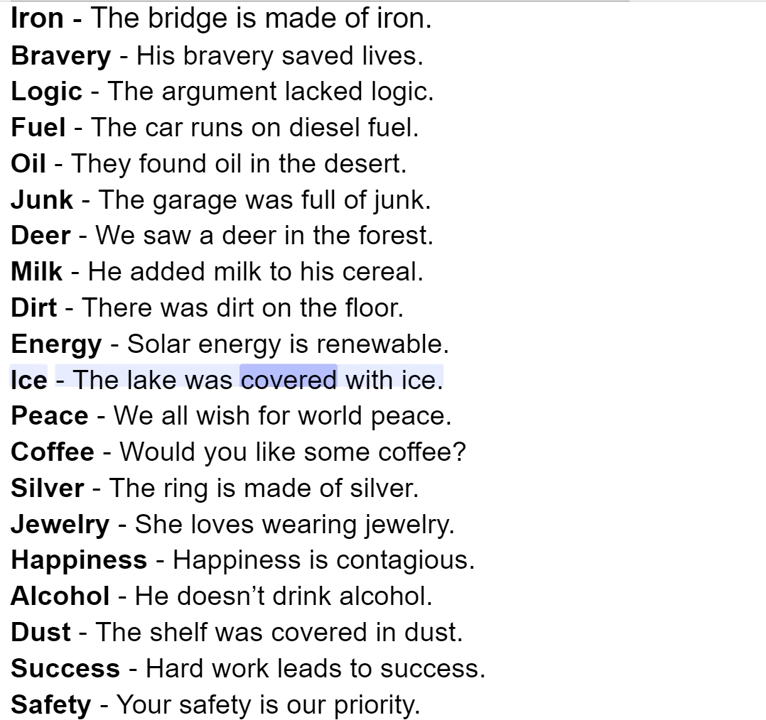 Iron - The bridge is made of iron.
Bravery - His bravery saved lives.
Logic - The argument lacked logic.
Fuel - The car runs on diesel fuel.
Oil - They found oil in the desert.
Junk - The garage was full of junk.
Deer - We saw a deer in the forest.
Milk - He added milk to his cereal.
Dirt - There was dirt on the floor.
Energy - Solar energy is renewable.
Ice - The lake was covered with ice.
Peace - We all wish for world peace.
Coffee - Would you like some coffee?
Silver - The ring is made of silver.
Jewelry - She loves wearing jewelry.
Happiness - Happiness is contagious.
Alcohol - He doesn’t drink alcohol.
Dust - The shelf was covered in dust.
Success - Hard work leads to success.
Safety - Your safety is our priority.